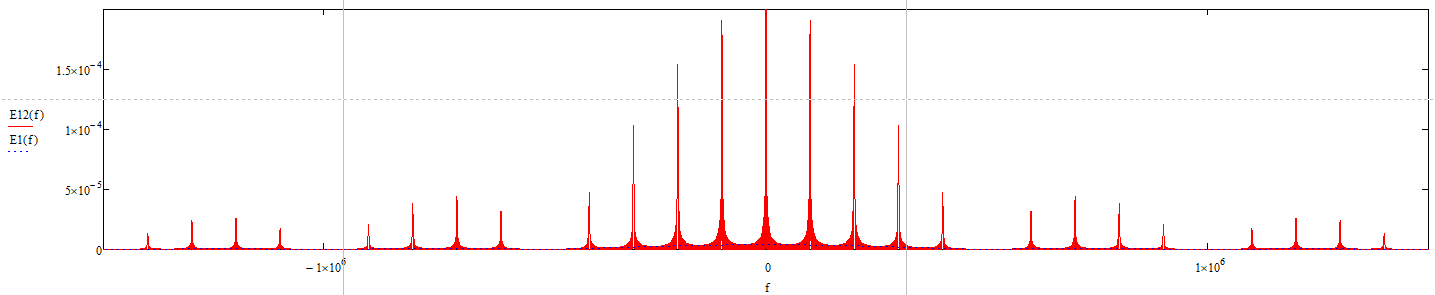 1.5×10⁻⁴
E12(f)
1×10⁻⁴
E1(f)
5×10⁻⁵
0
−1×10⁶
0
1×10⁶
f